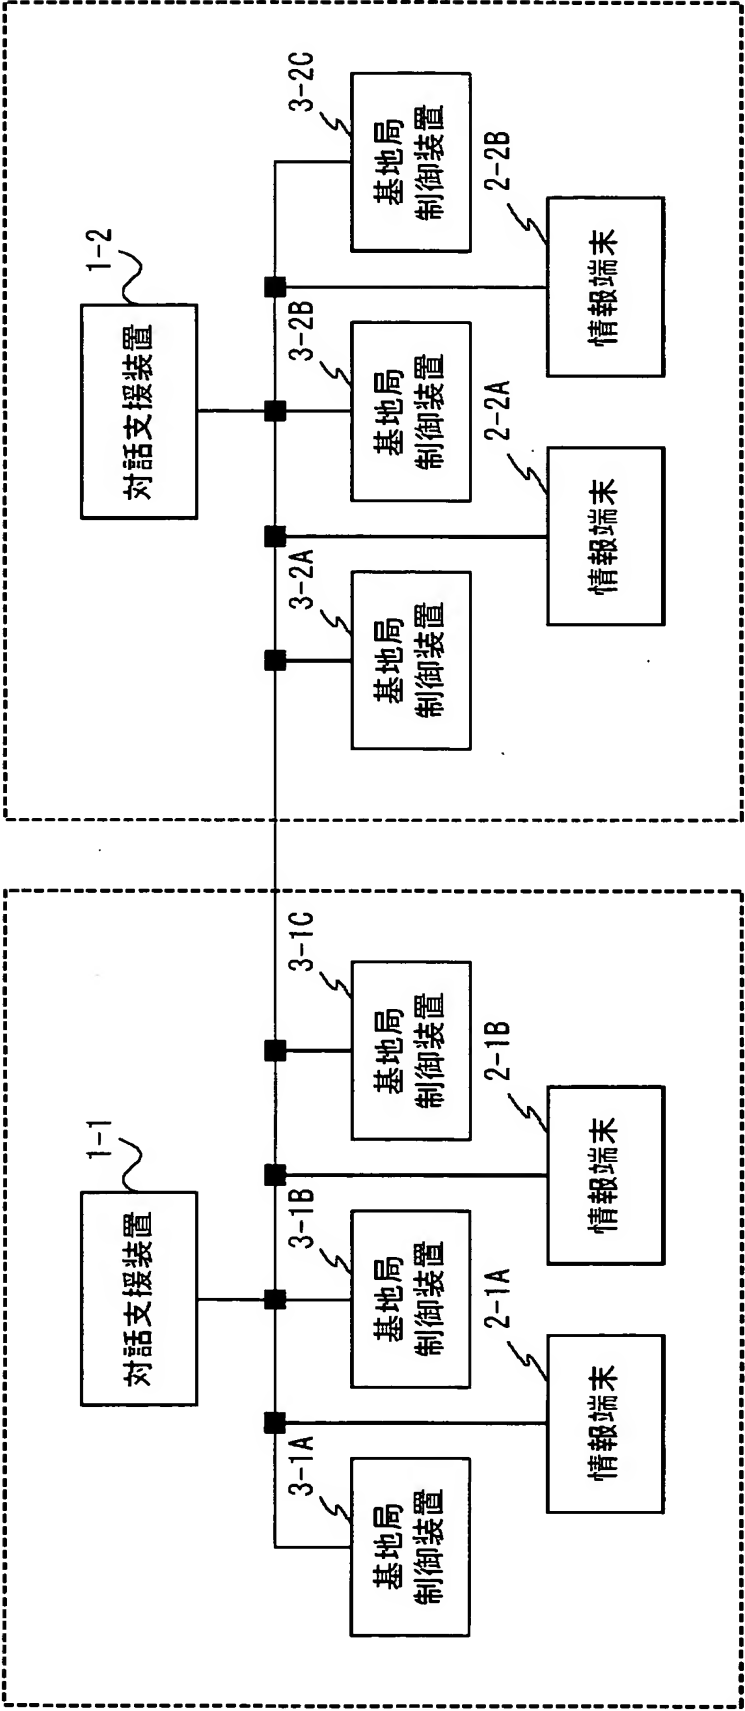 1-1
対話支援装置
3-1A
基地局
制御装置
3-1B
基地局
制御装置
3-1C
基地局
制御装置
2-1A
情報端末
2-1B
情報端末
1-2
対話支援装置
3-2A
基地局
制御装置
3-2B
基地局
制御装置
3-2C
基地局
制御装置
2-2A
情報端末
2-2B
情報端末